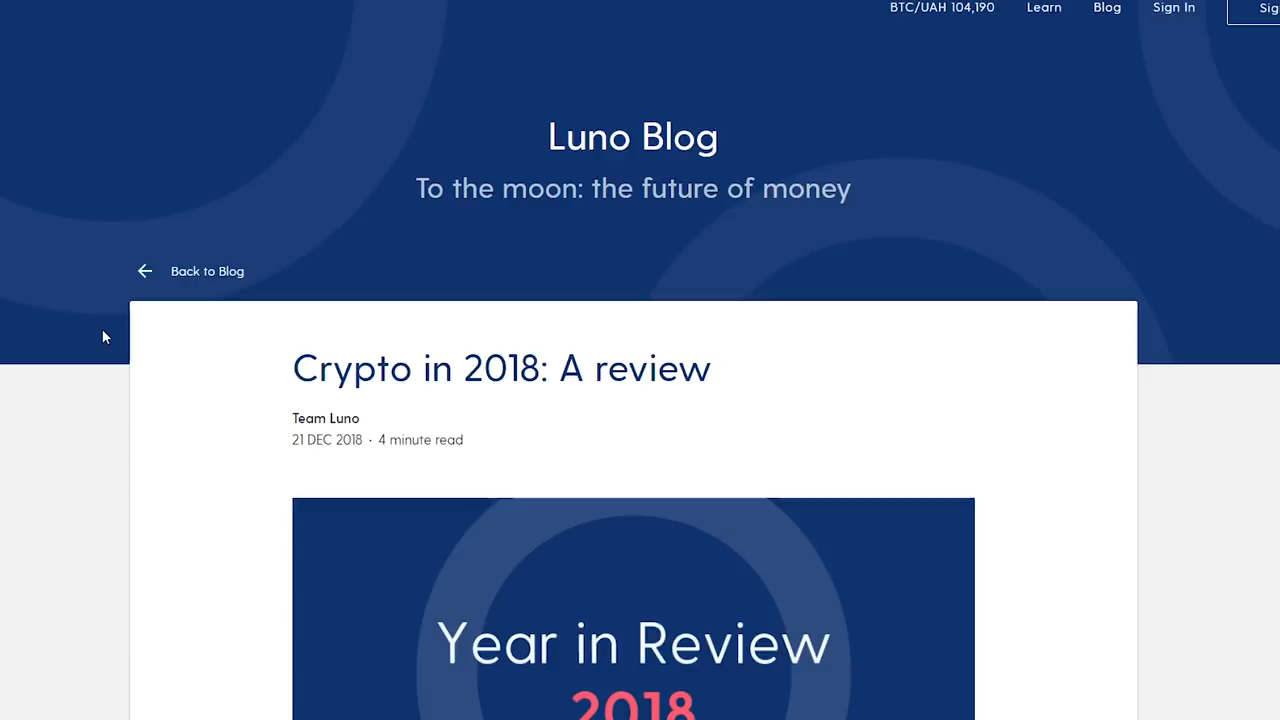 BTC/UAH 104,190 Learn Blog Sign In
Luno Blog
To the moon: the future of money
Back to Blog
Crypto in 2018: A review
Team Luno
21 DEC 2018 · 4 minute read
Year in Review
2018